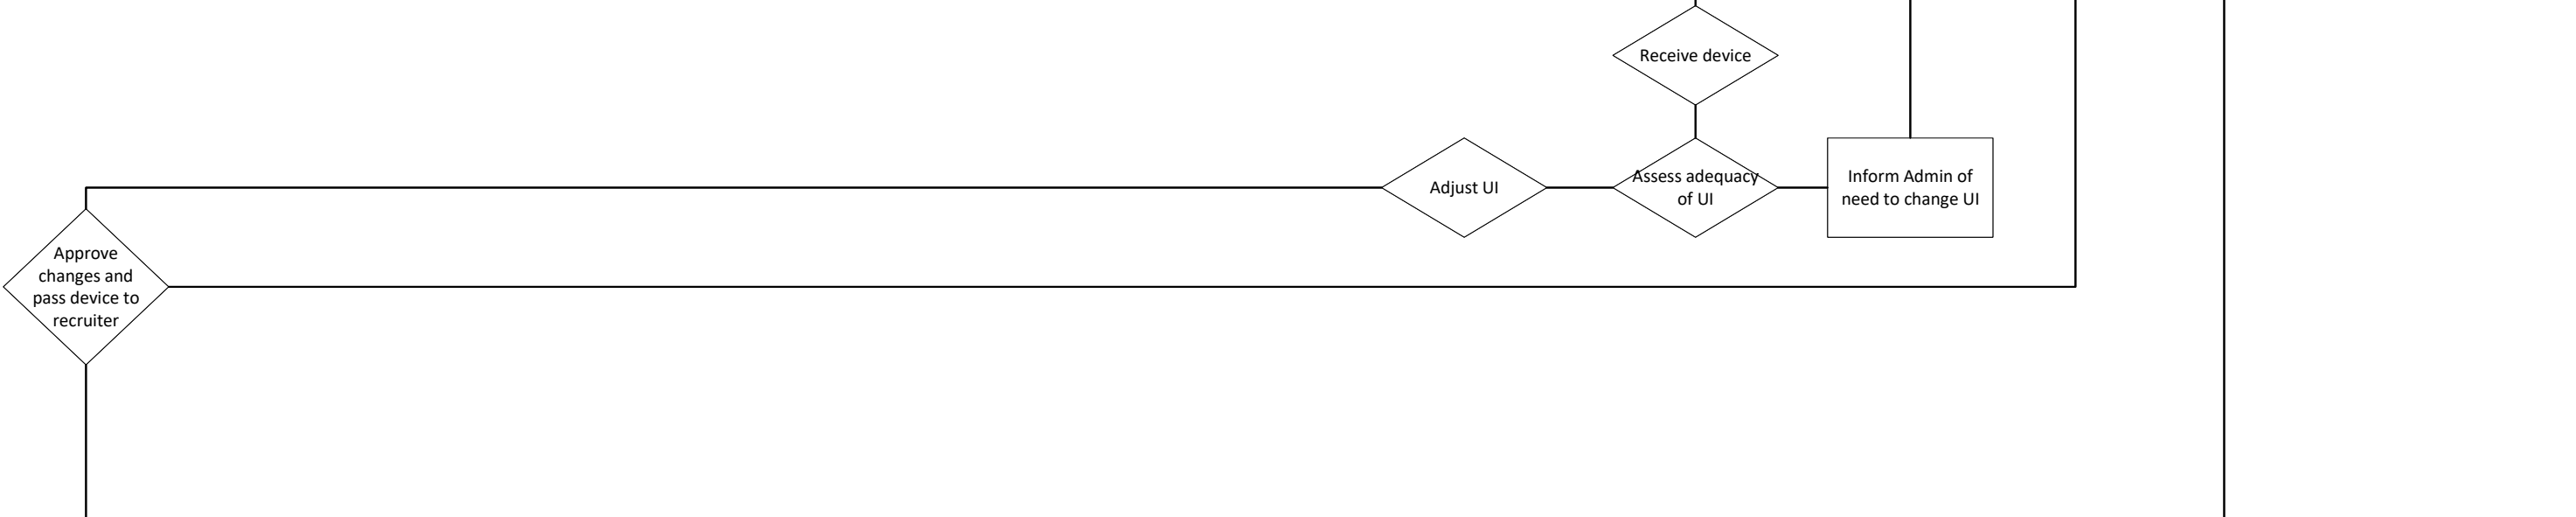 Receive device
Adjust UI
Assess adequacy
of UI
Inform Admin of
need to change UI
Approve
changes and
pass device to
recruiter